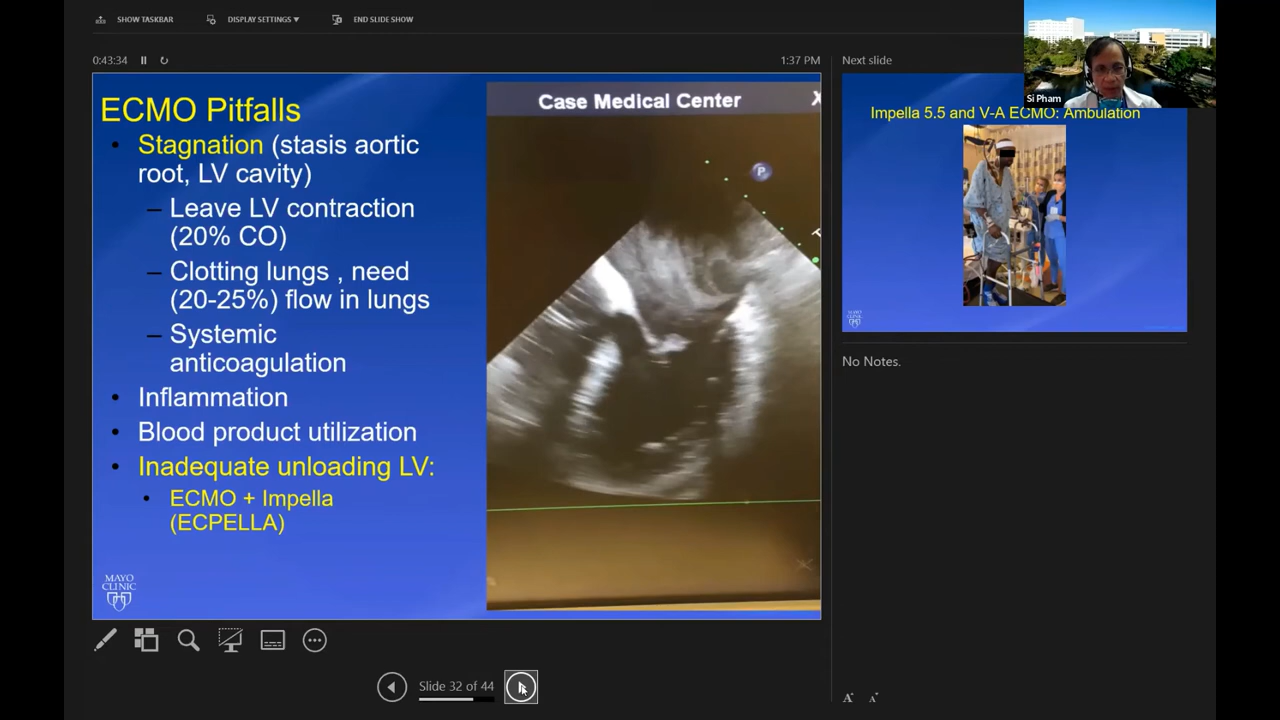 SHOW TASKBAR
DISPLAY SETTINGS ▼
END SLIDE SHOW
0:43:34
1:37 PM
ECMO Pitfalls
• Stagnation (stasis aortic
root, LV cavity)
– Leave LV contraction
(20% CO)
– Clotting lungs , need
(20-25%) flow in lungs
– Systemic
anticoagulation
• Inflammation
• Blood product utilization
• Inadequate unloading LV:
• ECMO + Impella
(ECPELLA)
MAYO
CLINIC
Case Medical Center
X
P
Next slide
Si Pham
Impella 5.5 and V-A ECMO: Ambulation
No Notes.
Slide 32 of 44
A
A